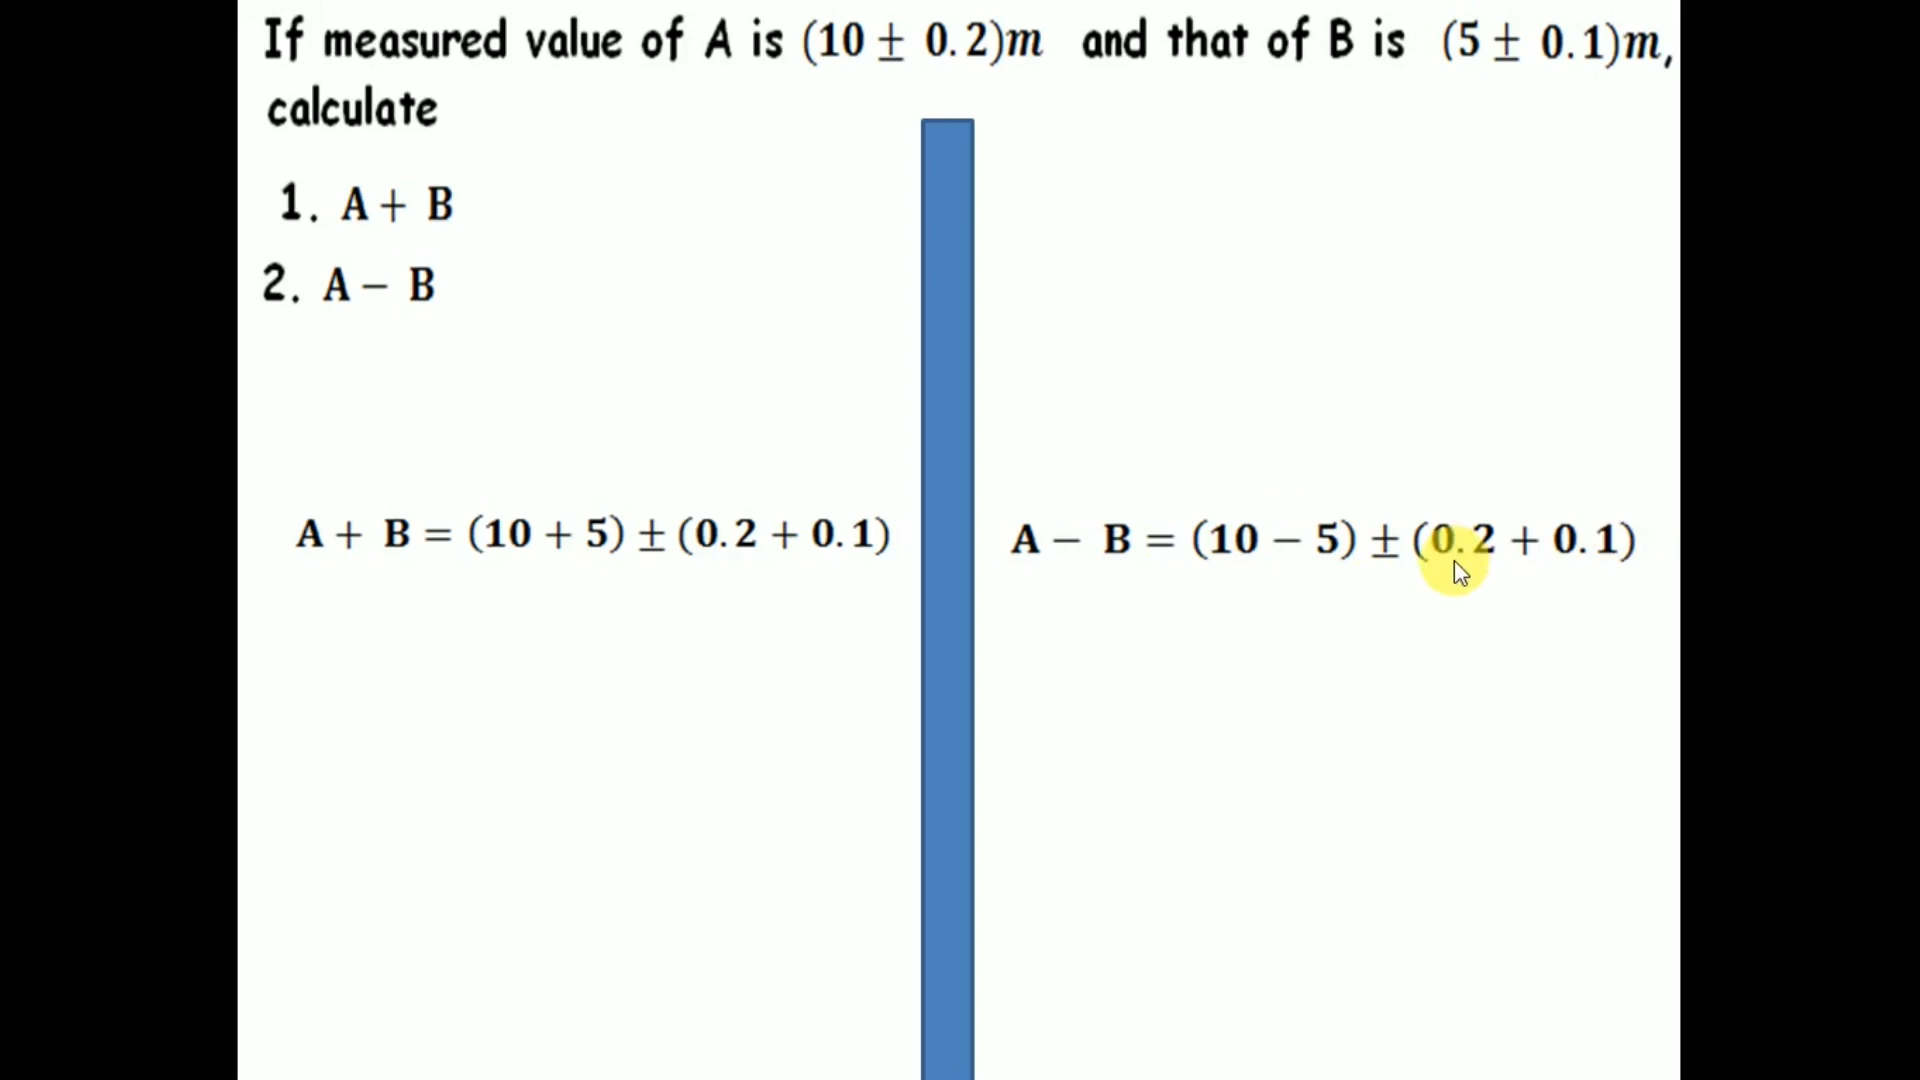 If measured value of A is (10 ± 0.2)m and that of B is (5 ± 0.1)m,
calculate
1. A + B
2. A − B
A + B = (10 + 5) ± (0.2 + 0.1)
A − B = (10 − 5) ± (0.2 + 0.1)